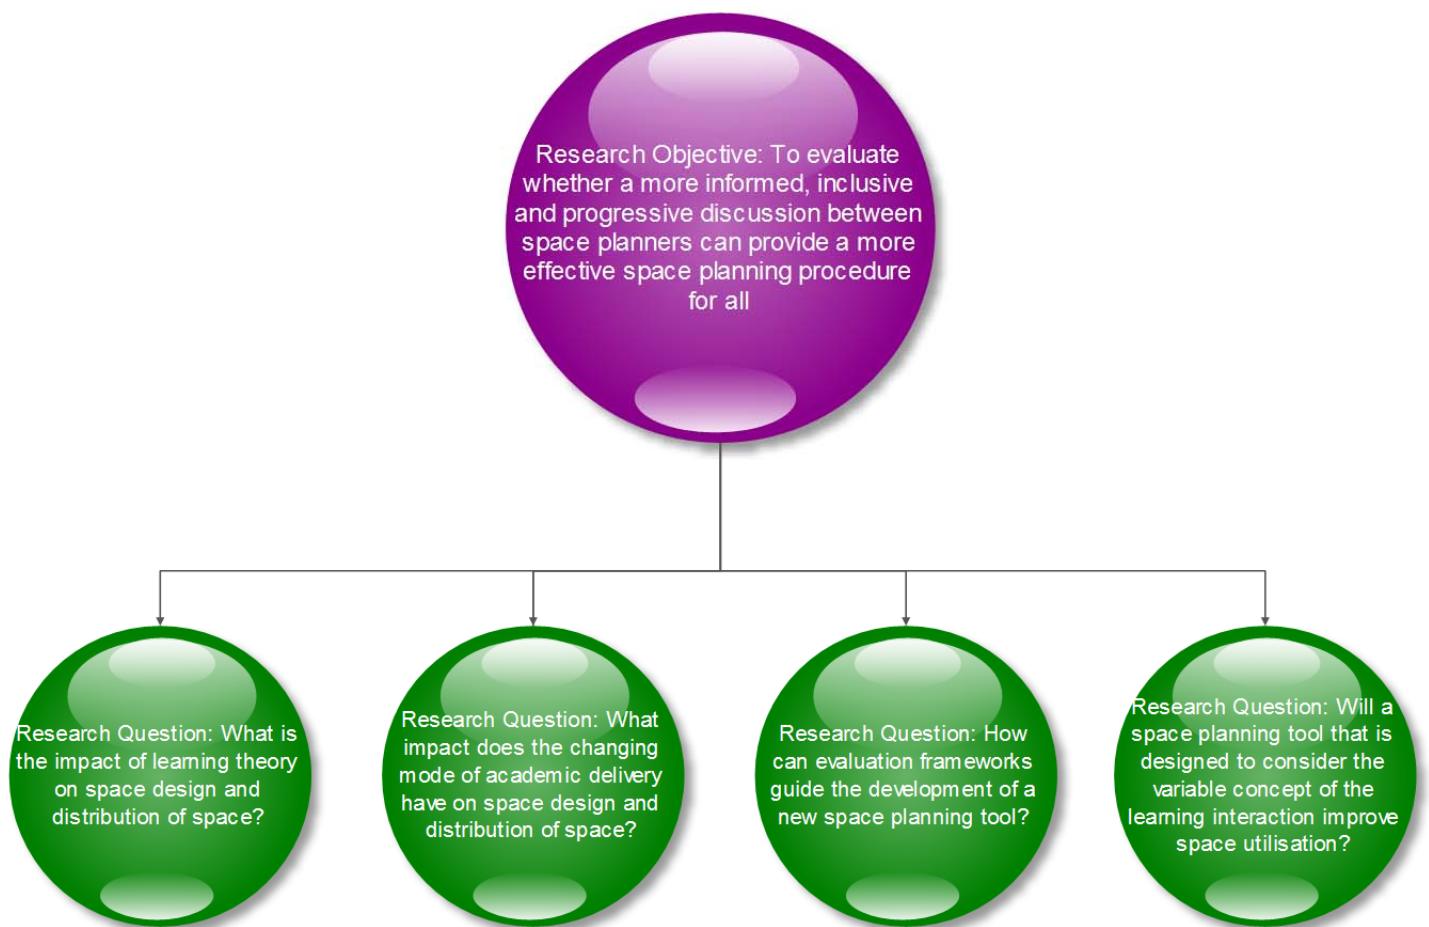 Research Objective: To evaluate
whether a more informed, inclusive
and progressive discussion between
space planners can provide a more
effective space planning procedure
for all
Research Question: What is
the impact of learning theory
on space design and
distribution of space?
Research Question: What
impact does the changing
mode of academic delivery
have on space design and
distribution of space?
Research Question: How
can evaluation frameworks
guide the development of a
new space planning tool?
Research Question: Will a
space planning tool that is
designed to consider the
variable concept of the
learning interaction improve
space utilisation?